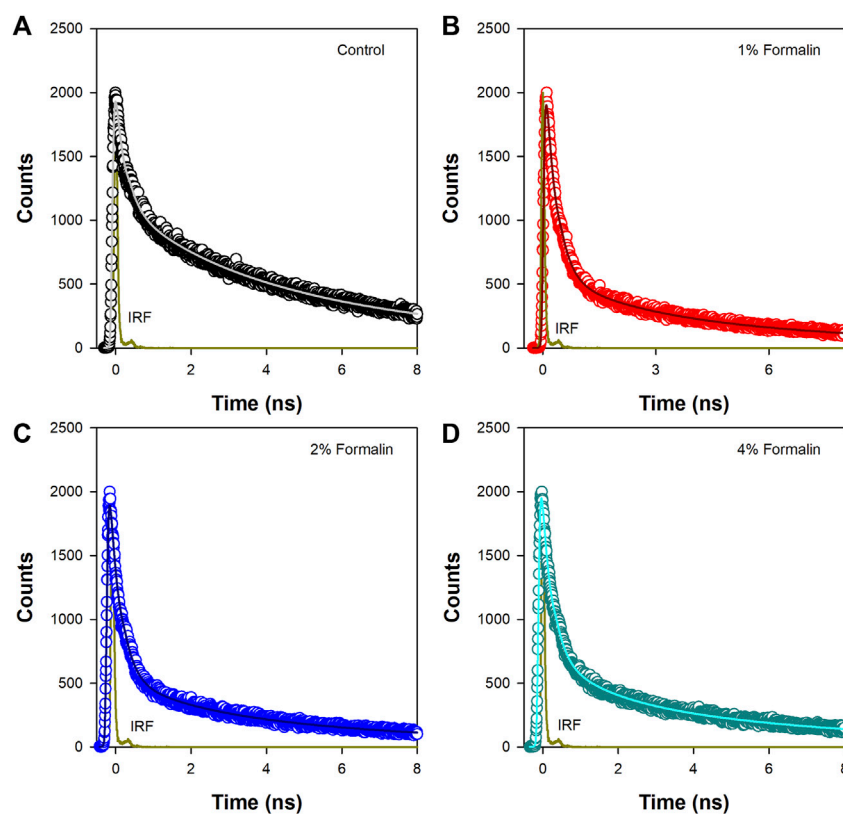 A
Control
2500
2000
1500
1000
500
0
Counts
IRF
0 2 4 6 8
Time (ns)
B
1% Formalin
2500
2000
1500
1000
500
0
Counts
IRF
0 3 6
Time (ns)
C
2% Formalin
2500
2000
1500
1000
500
0
Counts
IRF
0 2 4 6 8
Time (ns)
D
4% Formalin
2500
2000
1500
1000
500
0
Counts
IRF
0 2 4 6 8
Time (ns)